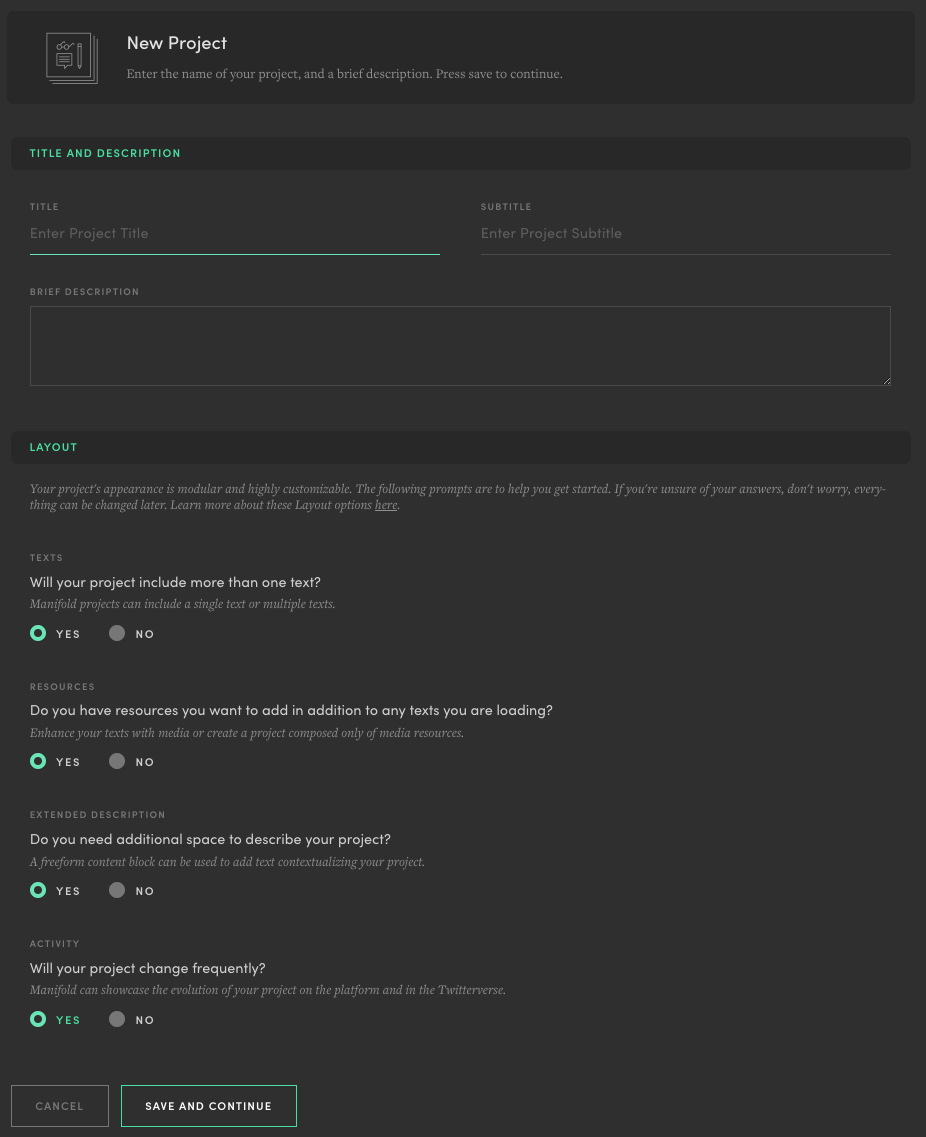 New Project
Enter the name of your project, and a brief description. Press save to continue.
TITLE AND DESCRIPTION
TITLE
SUBTITLE
Enter Project Title
Enter Project Subtitle
BRIEF DESCRIPTION
LAYOUT
Your project's appearance is modular and highly customizable. The following prompts are to help you get started. If you're unsure of your answers, don't worry, every-
thing can be changed later. Learn more about these Layout options here.
TEXTS
Will your project include more than one text?
Manifold projects can include a single text or multiple texts.
YES NO
RESOURCES
Do you have resources you want to add in addition to any texts you are loading?
Enhance your texts with media or create a project composed only of media resources.
YES NO
EXTENDED DESCRIPTION
Do you need additional space to describe your project?
A freeform content block can be used to add text contextualizing your project.
YES NO
ACTIVITY
Will your project change frequently?
Manifold can showcase the evolution of your project on the platform and in the Twitterverse.
YES NO
CANCEL SAVE AND CONTINUE